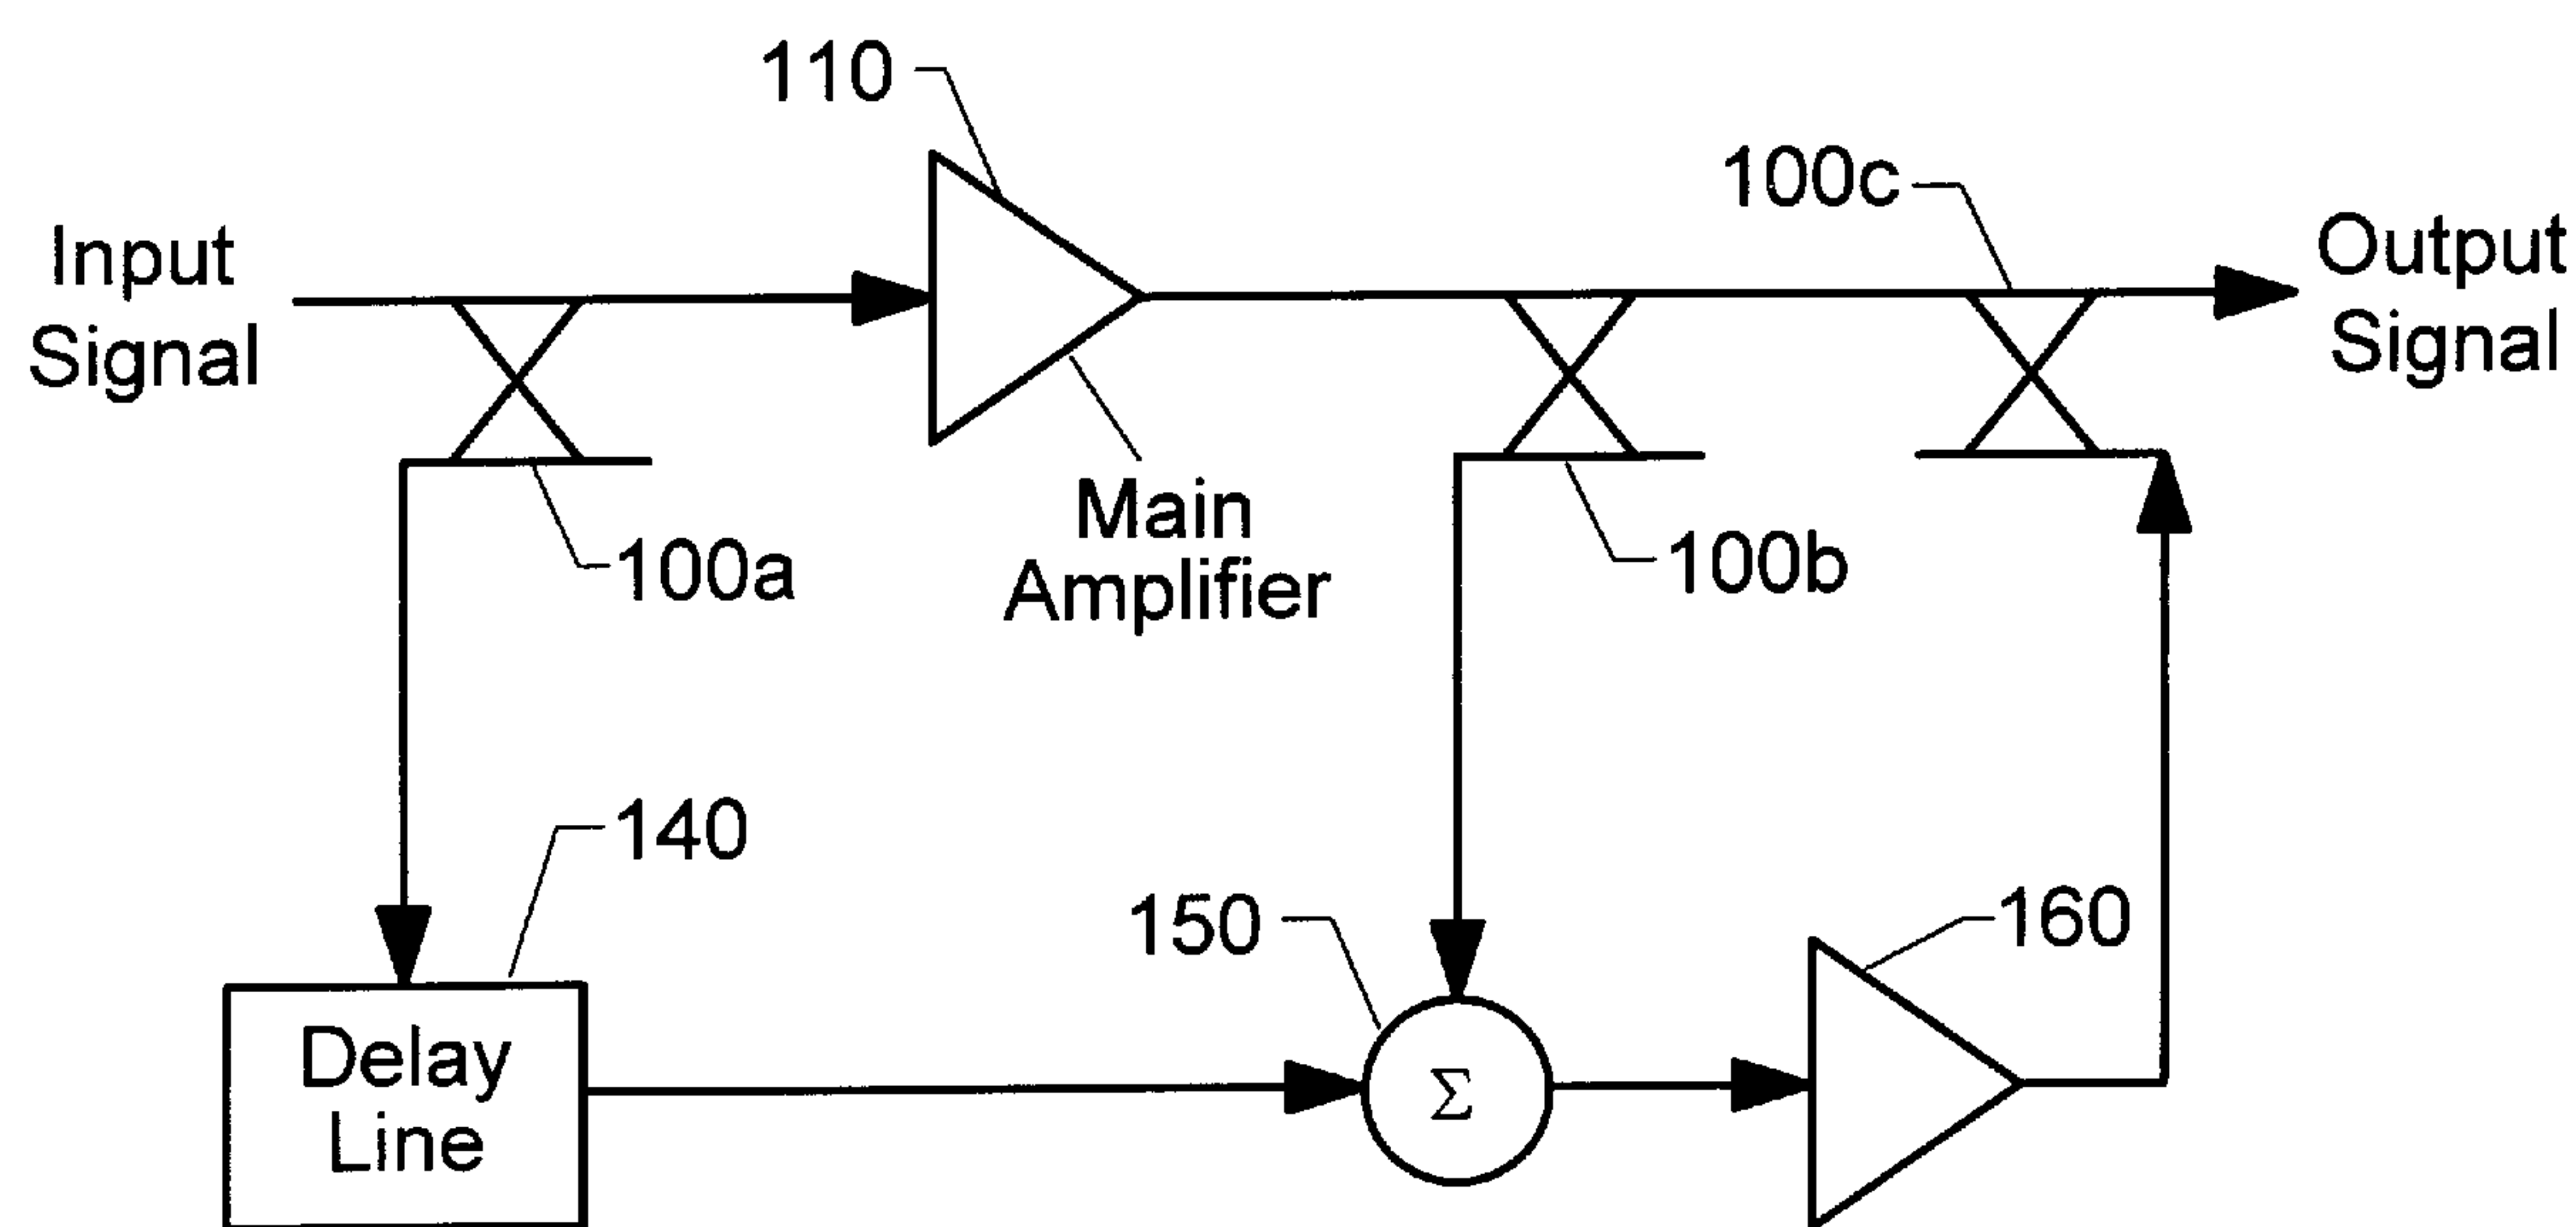 110
100c
Input
Signal
Output
Signal
Main
Amplifier
100a
100b
140
150
160
Delay
Line
Σ